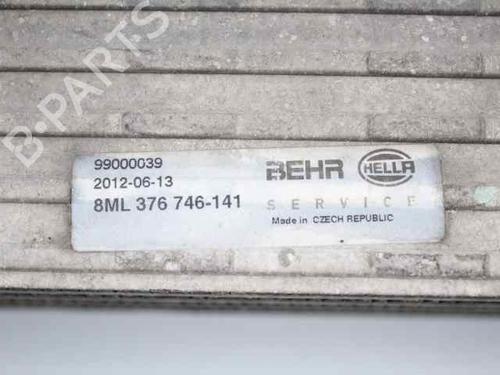 B-PARTS
99000039
2012-06-13
8ML 376 746-141
BEHR HELLA
SERVICE
Made in CZECH REPUBLIC